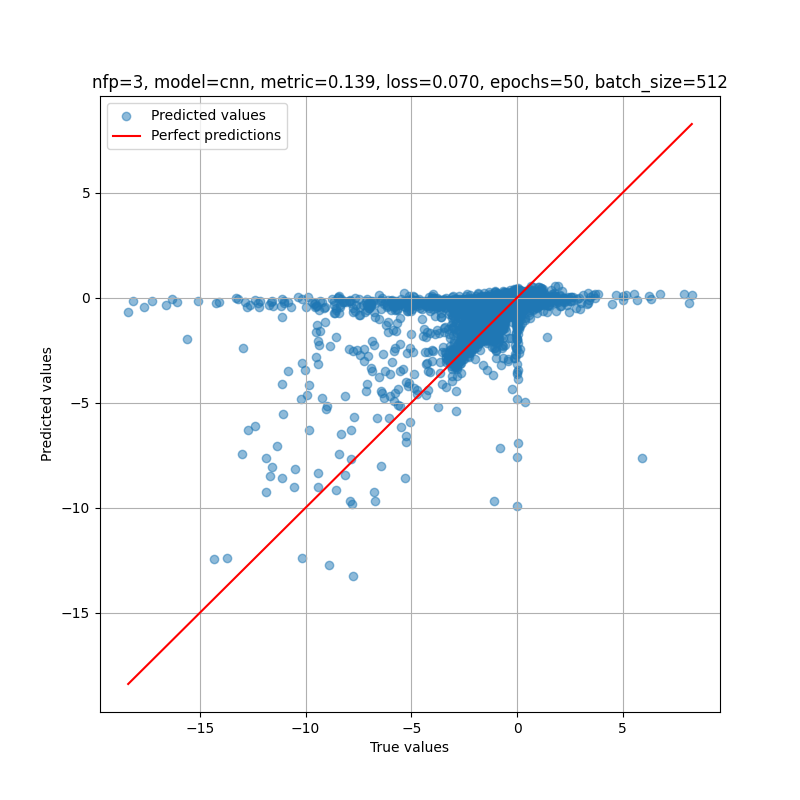 nfp=3, model=cnn, metric=0.139, loss=0.070, epochs=50, batch_size=512
Predicted values
Perfect predictions
5
0
−5
−10
−15
Predicted values
−15
−10
−5
0
5
True values